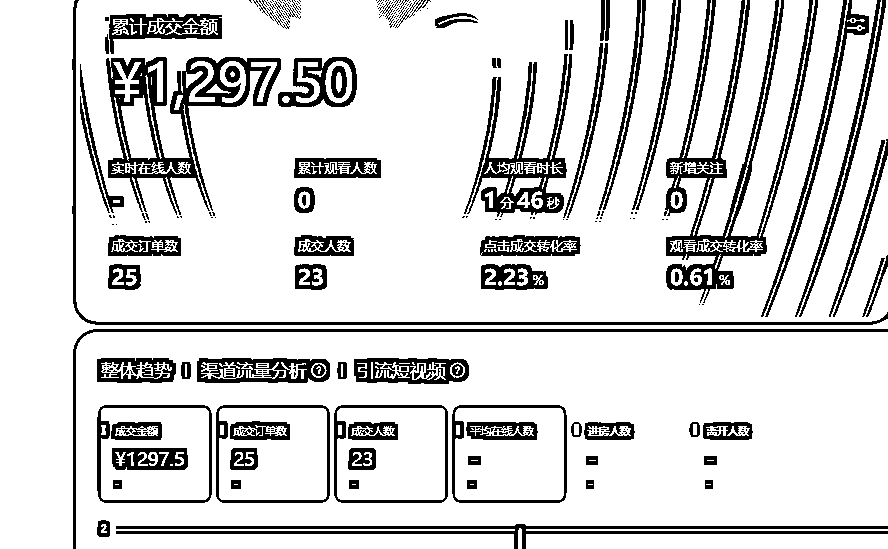 累计成交金额
¥1,297.50
实时在线人数 累计观看人数 人均观看时长 新增关注
- 0 1分46秒 0
成交订单数 成交人数 点击成交转化率 观看成交转化率
25 23 2.23% 0.61%
整体趋势 渠道流量分析 ? 引流短视频 ?
成交金额 成交订单数 成交人数 平均在线人数 进房人数 离开人数
¥1297.5 25 23 - - -
- - - - - -
2